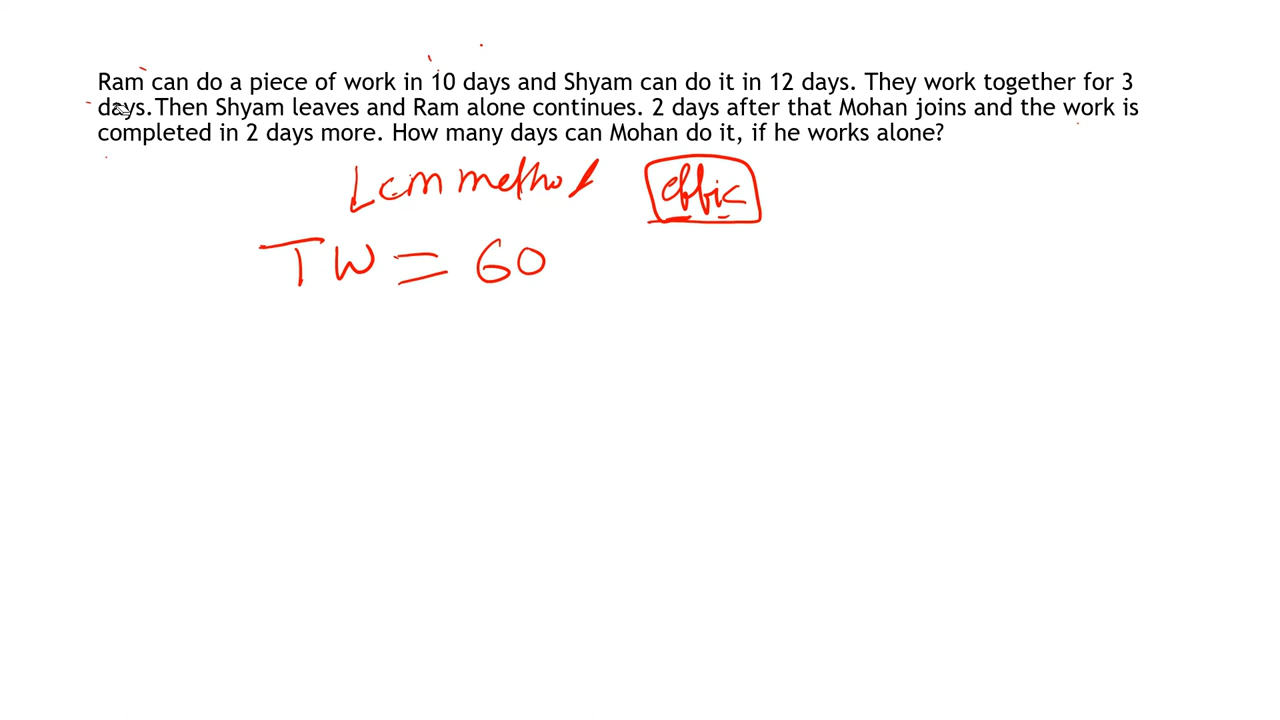 Ram can do a piece of work in 10 days and Shyam can do it in 12 days. They work together for 3
days. Then Shyam leaves and Ram alone continues. 2 days after that Mohan joins and the work is
completed in 2 days more. How many days can Mohan do it, if he works alone?
Lcm method effic
TW = 60